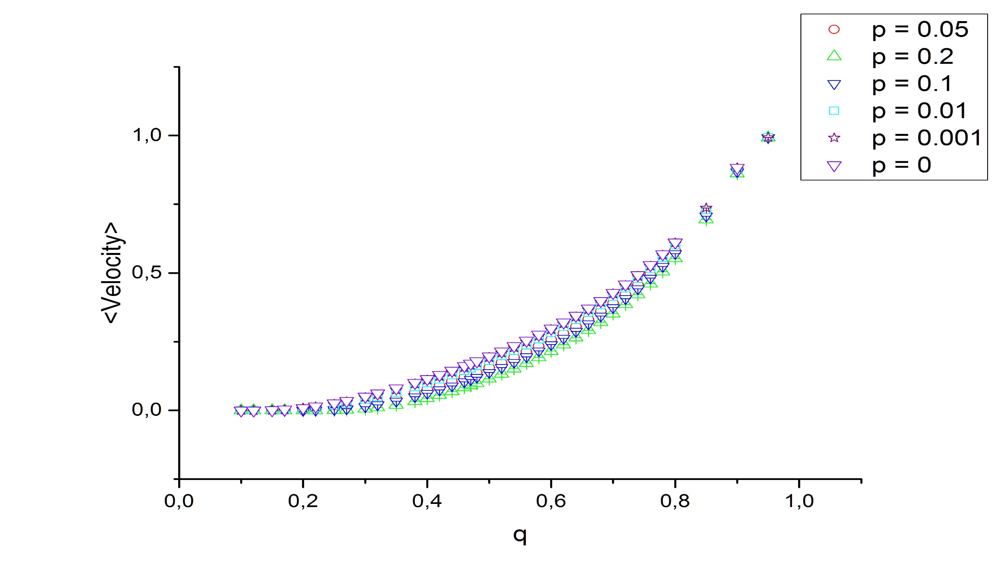 p = 0.05
p = 0.2
p = 0.1
p = 0.01
p = 0.001
p = 0
1,0
0,5
0,0
<Velocity>
0,0 0,2 0,4 0,6 0,8 1,0
q